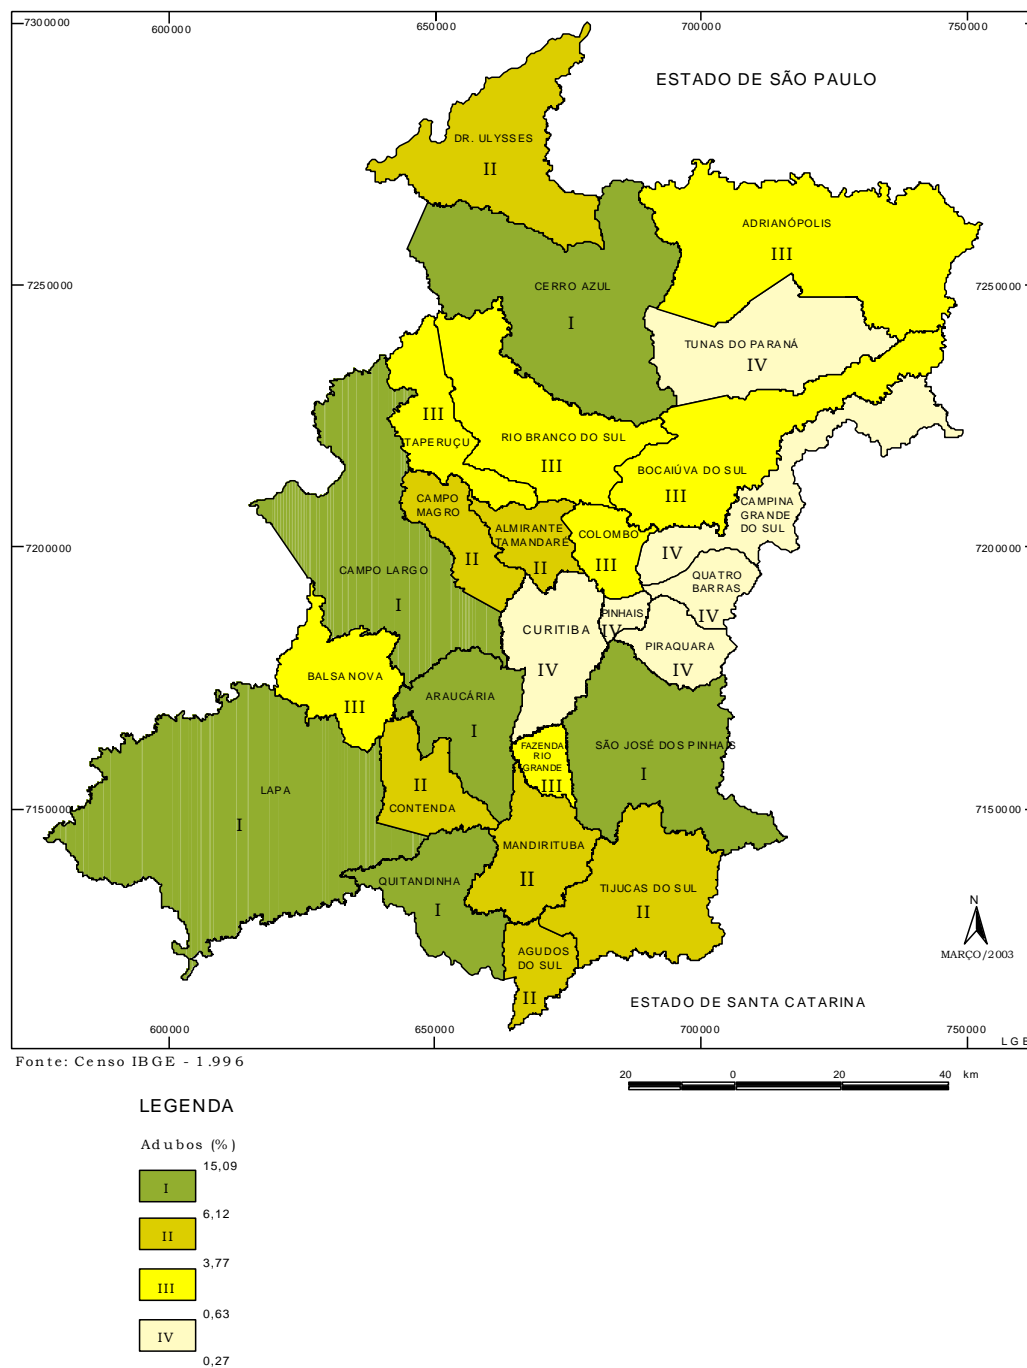 7300000
600000
650000
700000
750000
ESTADO DE SÃO PAULO
DR. ULYSSES
II
ADRIANÓPOLIS
III
7250000
CERRO AZUL
7250000
I
TUNAS DO PARANÁ
IV
III
ITAPERUÇU
RIO BRANCO DO SUL
III
BOCAIÚVA DO SUL
III
CAMPO
MAGRO
II
ALMIRANTE
TAMANDARÉ
II
COLOMBO
III
CAMPINA
GRANDE
DO SUL
IV
7200000
7200000
CAMPO LARGO
I
QUATRO
BARRAS
IV
PINHAIS
IV
CURITIBA
IV
PIRAQUARA
IV
BALSA NOVA
III
ARAUCÁRIA
I
FAZENDA
RIO
GRANDE
III
SÃO JOSÉ DOS PINHAIS
I
LAPA
I
II
CONTENDA
7150000
7150000
MANDIRITUBA
II
QUITANDINHA
I
TIJUCAS DO SUL
II
AGUDOS
DO SUL
II
N
MARÇO/2003
ESTADO DE SANTA CATARINA
600000
650000
700000
750000
LGE
Fonte: Censo IBGE - 1.996
20 0 20 40 km
LEGENDA
Adubos (%)
15,09
I
6,12
II
3,77
III
0,63
IV
0,27